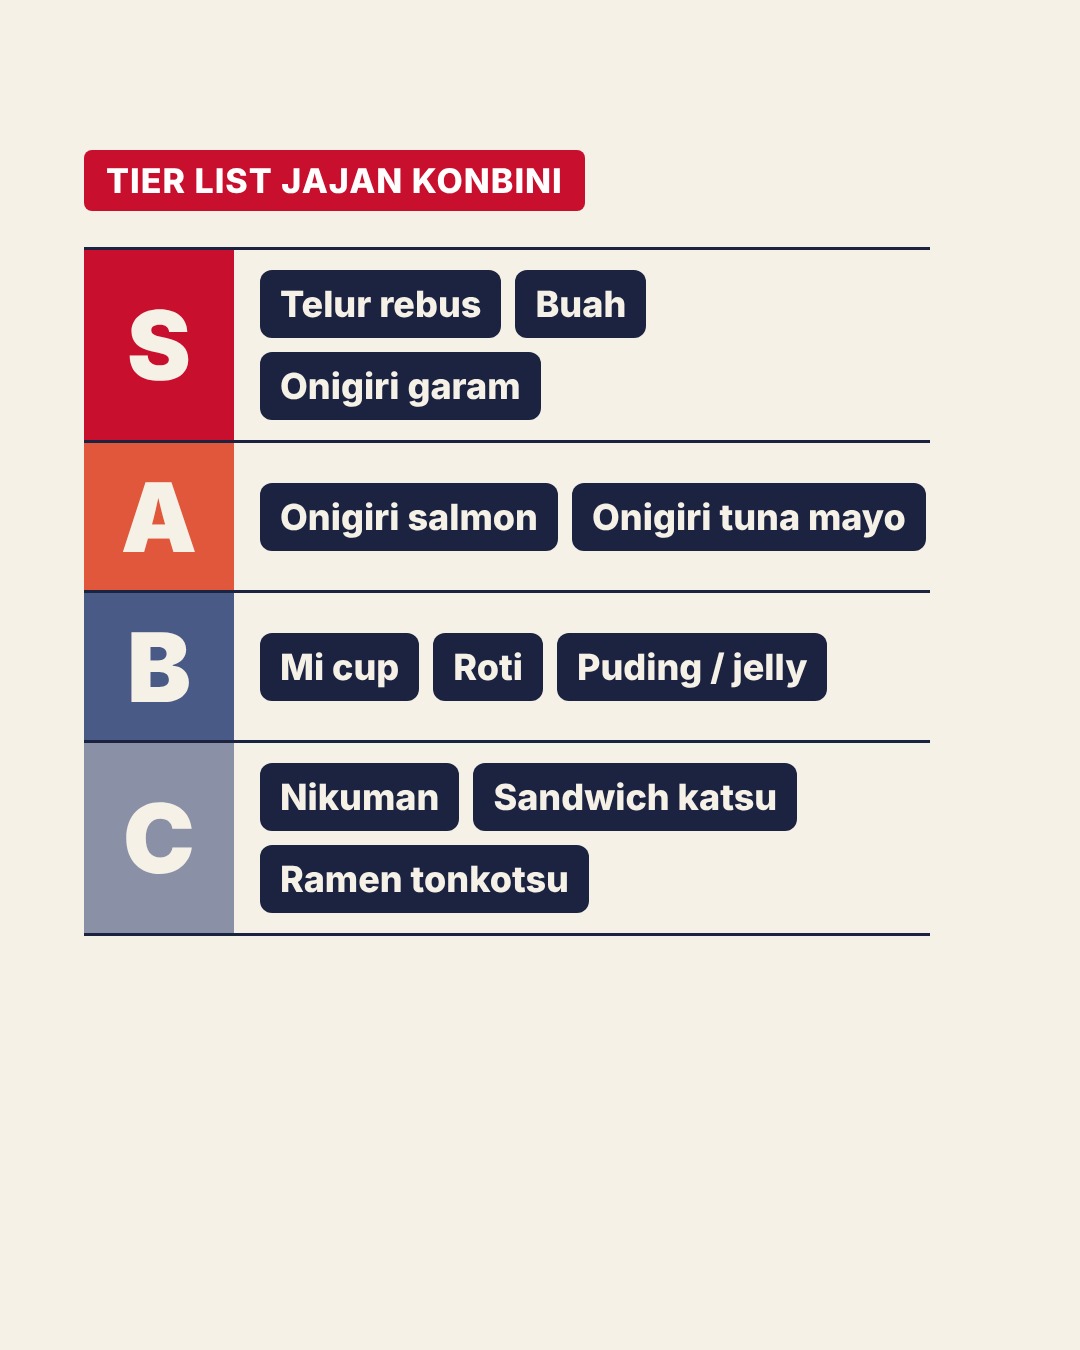 TIER LIST JAJAN KONBINI
S
Telur rebus Buah
Onigiri garam
A
Onigiri salmon Onigiri tuna mayo
B
Mi cup Roti Puding / jelly
C
Nikuman Sandwich katsu
Ramen tonkotsu